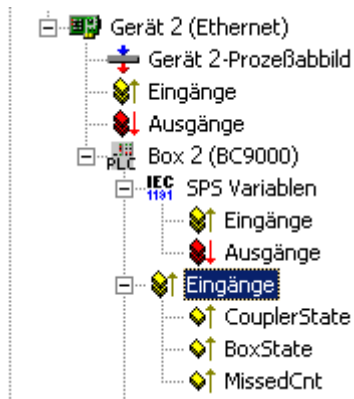 Gerät 2 (Ethernet)
Gerät 2-Prozeßabbild
Eingänge
Ausgänge
PLC Box 2 (BC9000)
IEC 1131 SPS Variablen
Eingänge
Ausgänge
Eingänge
CouplerState
BoxState
MissedCnt